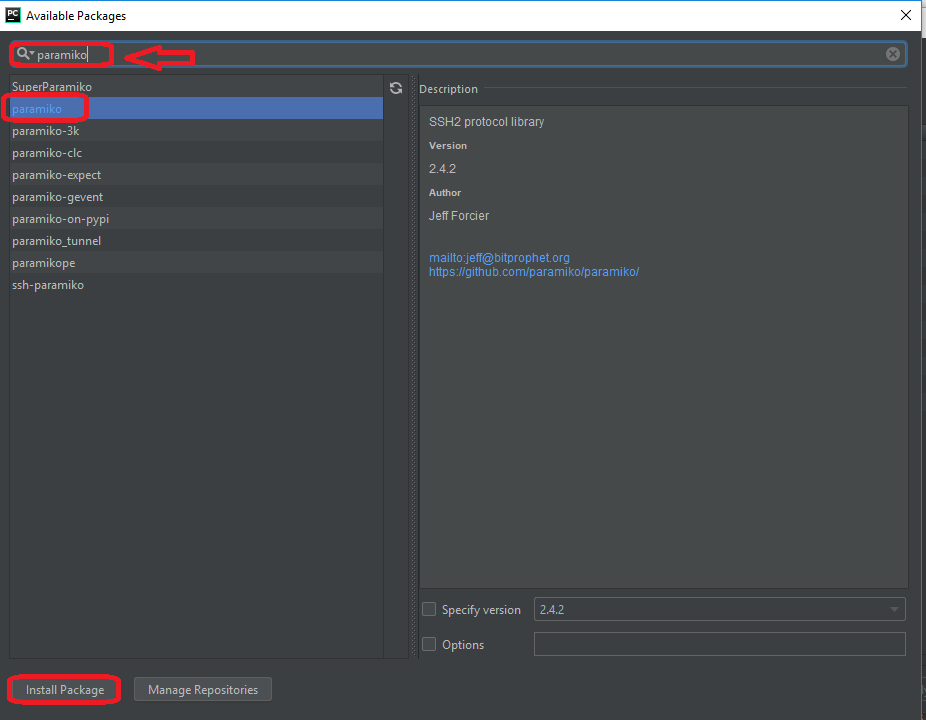 PC
Available Packages
paramiko
SuperParamiko
paramiko
paramiko-3k
paramiko-clc
paramiko-expect
paramiko-gevent
paramiko-on-pypi
paramiko_tunnel
paramikope
ssh-paramiko
Description
SSH2 protocol library
Version
2.4.2
Author
Jeff Forcier
mailto:jeff@bitprophet.org
https://github.com/paramiko/paramiko/
Specify version
2.4.2
Options
Install Package
Manage Repositories